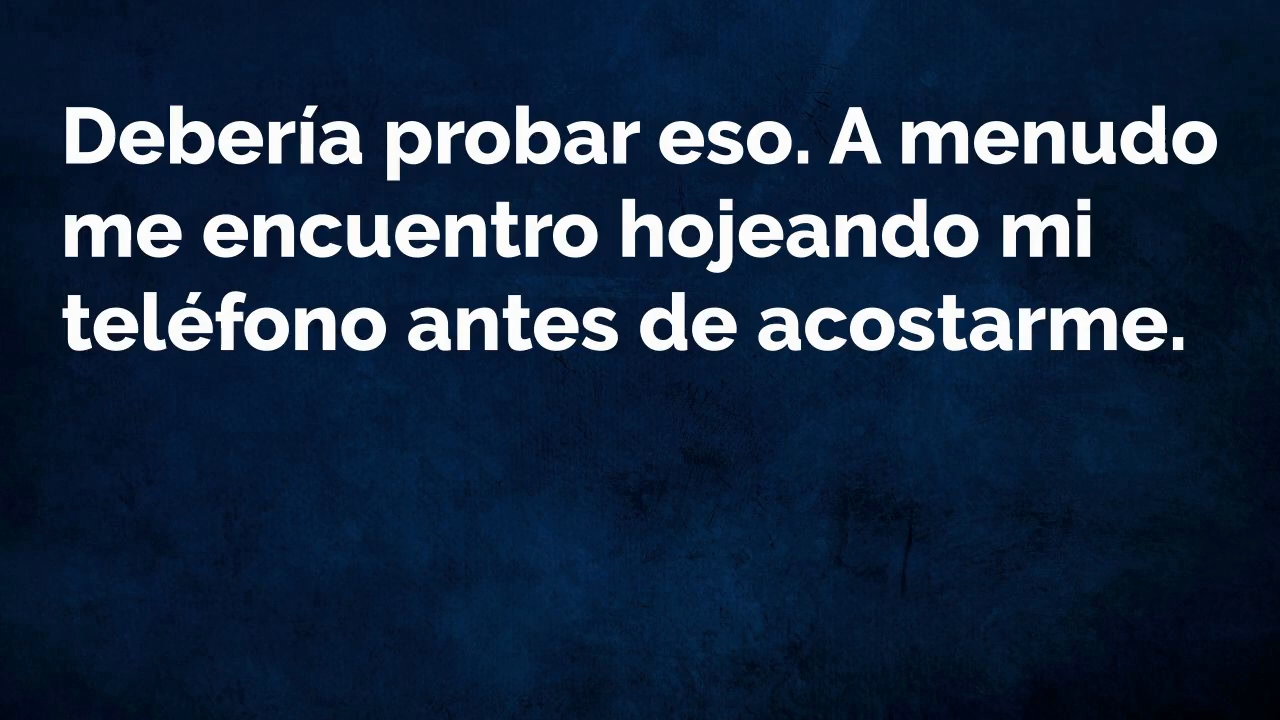 Debería probar eso. A menudo
me encuentro hojeando mi
teléfono antes de acostarme.